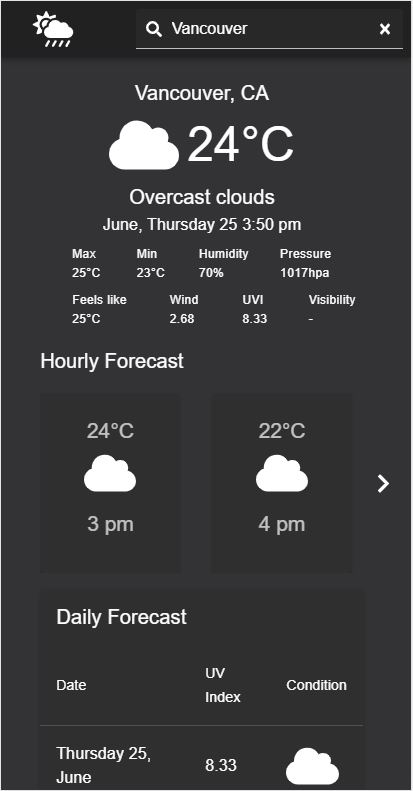 Vancouver
Vancouver, CA
24°C
Overcast clouds
June, Thursday 25 3:50 pm
Max Min Humidity Pressure
25°C 23°C 70% 1017hpa
Feels like Wind UVI Visibility
25°C 2.68 8.33 -
Hourly Forecast
24°C 22°C
3 pm 4 pm
Daily Forecast
Date UV Index Condition
Thursday 25, June 8.33